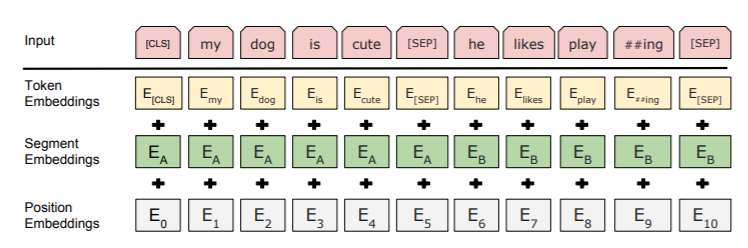 Input [CLS] my dog is cute [SEP] he likes play ##ing [SEP]
Token Embeddings E[CLS] Emy Edog Eis Ecute E[SEP] Ehe Elikes Eplay E##ing E[SEP]
+ + + + + + + + + + +
Segment Embeddings EA EA EA EA EA EA EB EB EB EB EB
+ + + + + + + + + + +
Position Embeddings E0 E1 E2 E3 E4 E5 E6 E7 E8 E9 E10